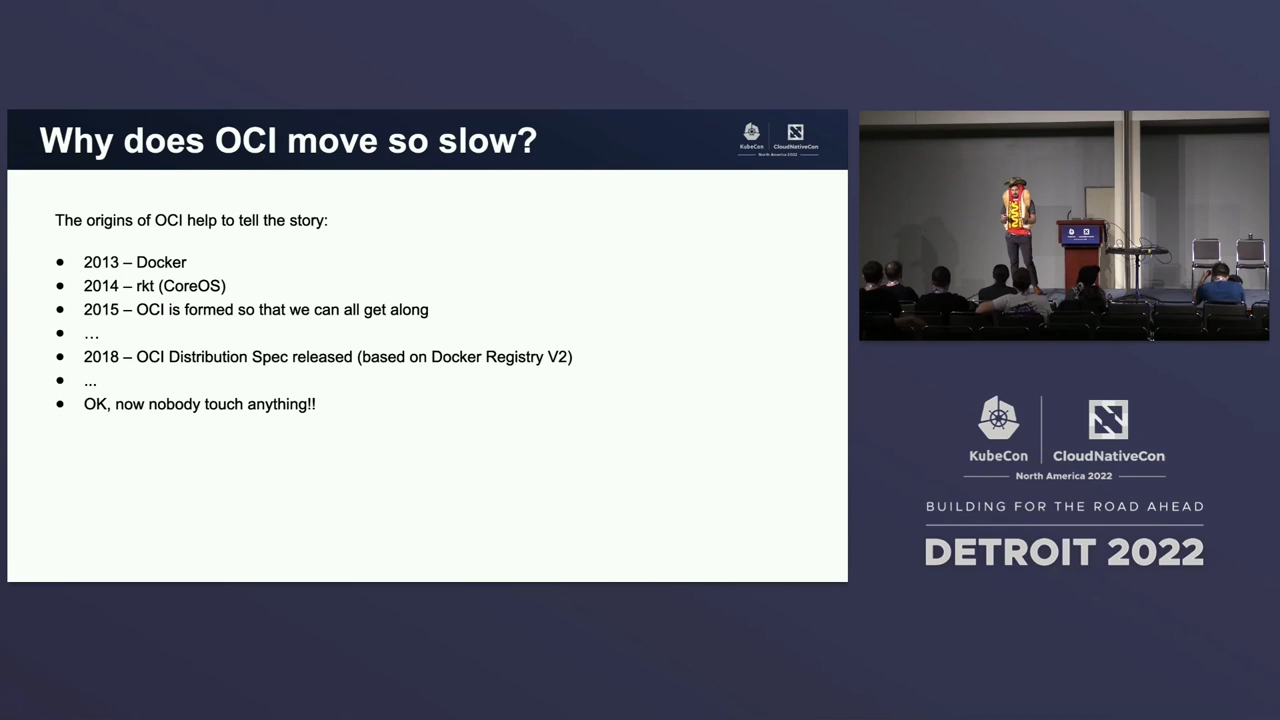 Why does OCI move so slow?
KubeCon
CloudNativeCon
North America 2022
The origins of OCI help to tell the story:
● 2013 – Docker
● 2014 – rkt (CoreOS)
● 2015 – OCI is formed so that we can all get along
● …
● 2018 – OCI Distribution Spec released (based on Docker Registry V2)
● ...
● OK, now nobody touch anything!!
KubeCon
CloudNativeCon
North America 2022
BUILDING FOR THE ROAD AHEAD
DETROIT 2022